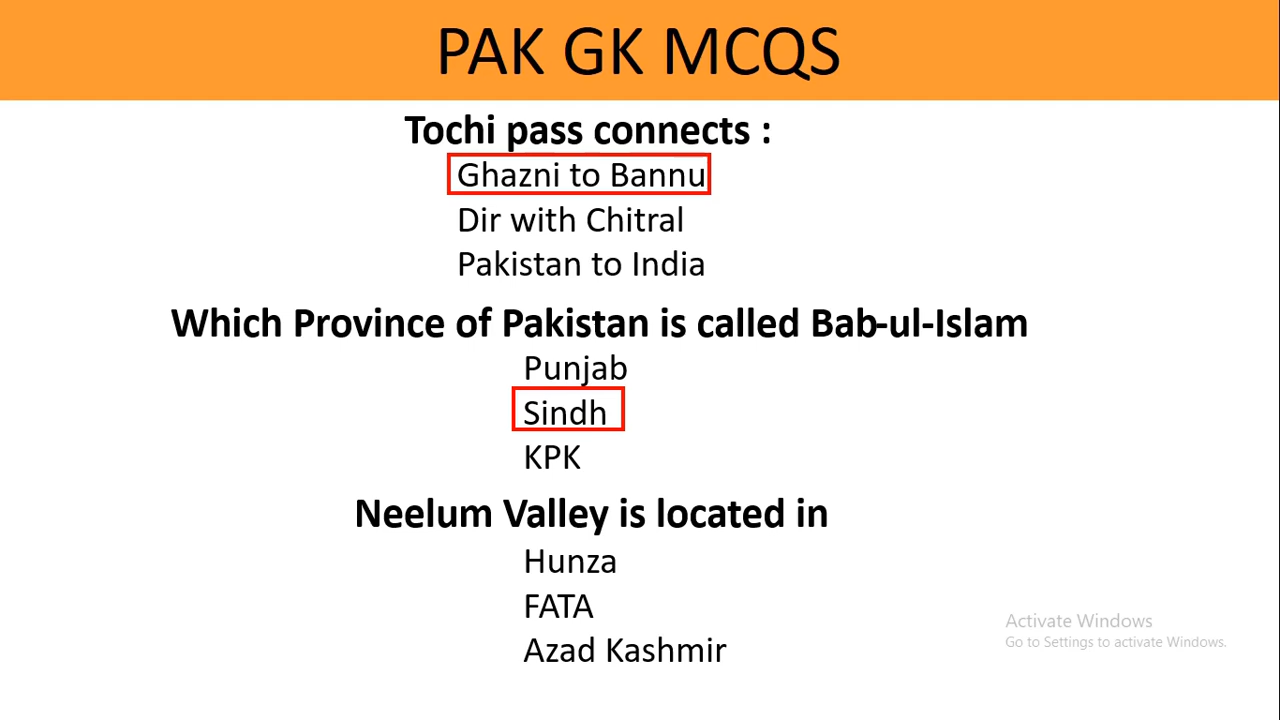 PAK GK MCQS
Tochi pass connects :
Ghazni to Bannu
Dir with Chitral
Pakistan to India
Which Province of Pakistan is called Bab-ul-Islam
Punjab
Sindh
KPK
Neelum Valley is located in
Hunza
FATA
Azad Kashmir
Activate Windows
Go to Settings to activate Windows.